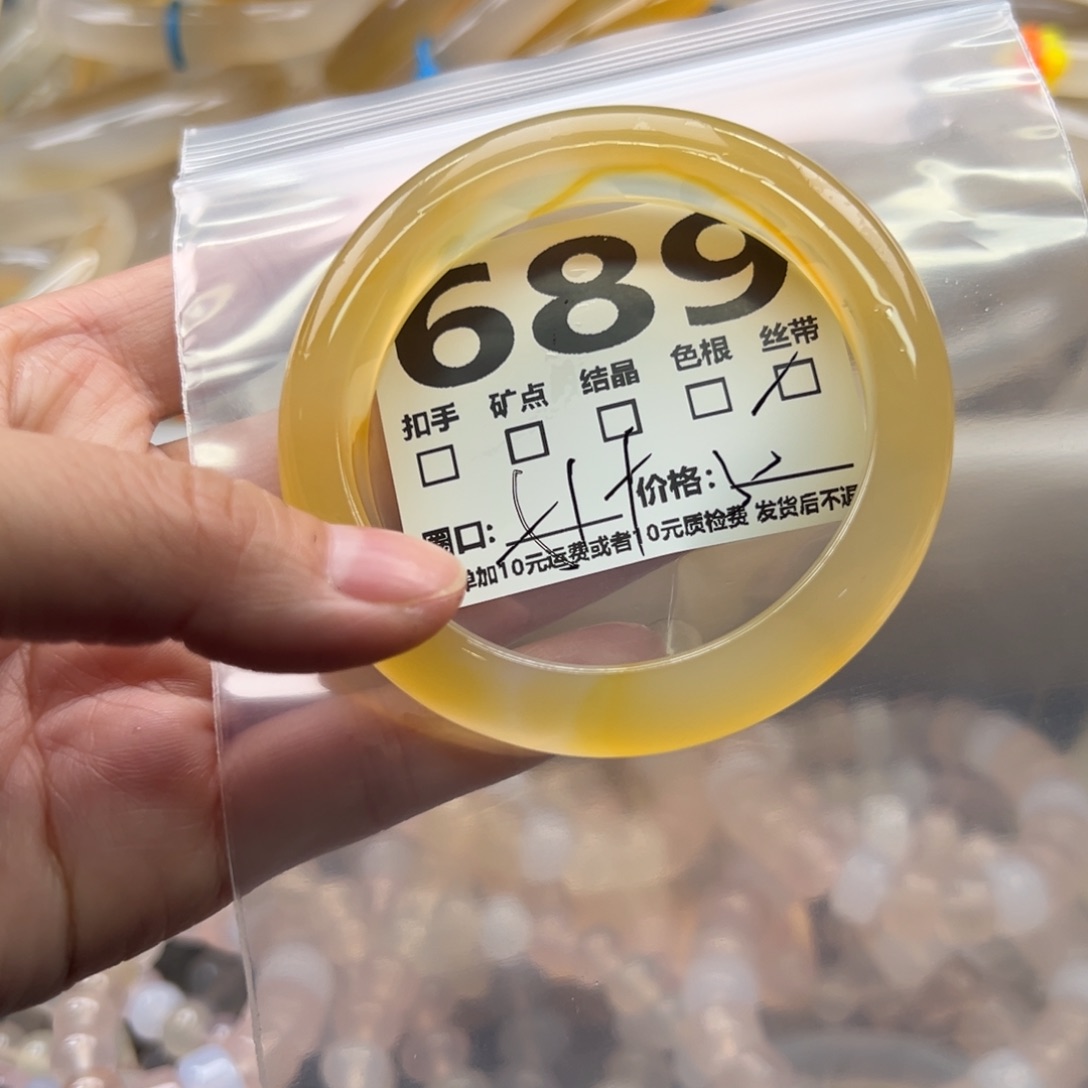 689
扣手 矿点 结晶 色根 丝带
圈口: 价格:
单加10元运费或者10元质检费 发货后不退